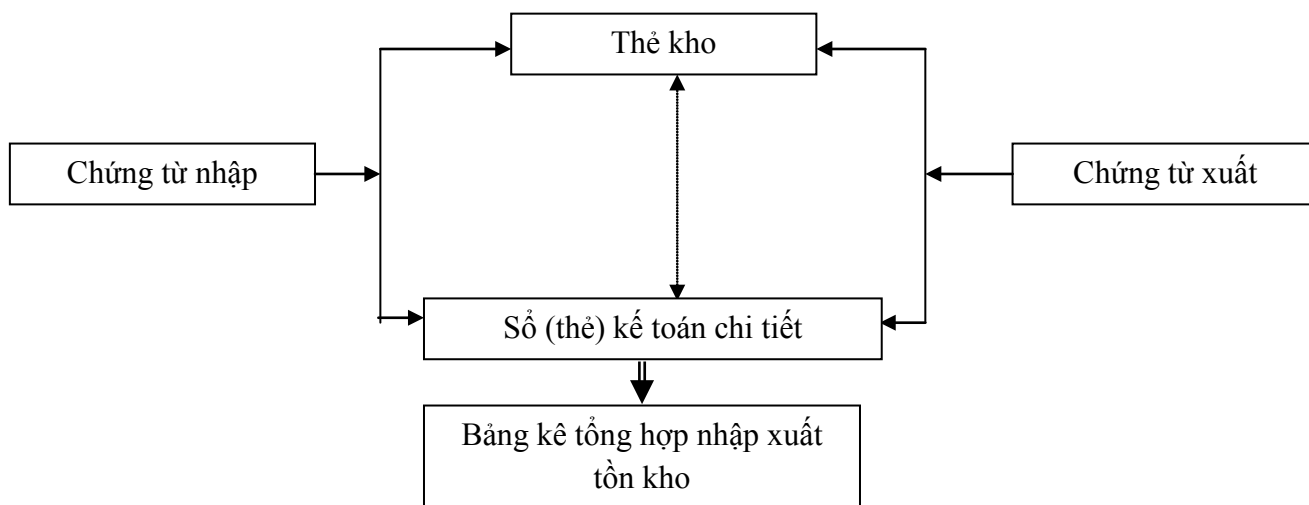 Thẻ kho
Chứng từ nhập
Chứng từ xuất
Sổ (thẻ) kế toán chi tiết
Bảng kê tổng hợp nhập xuất
tồn kho